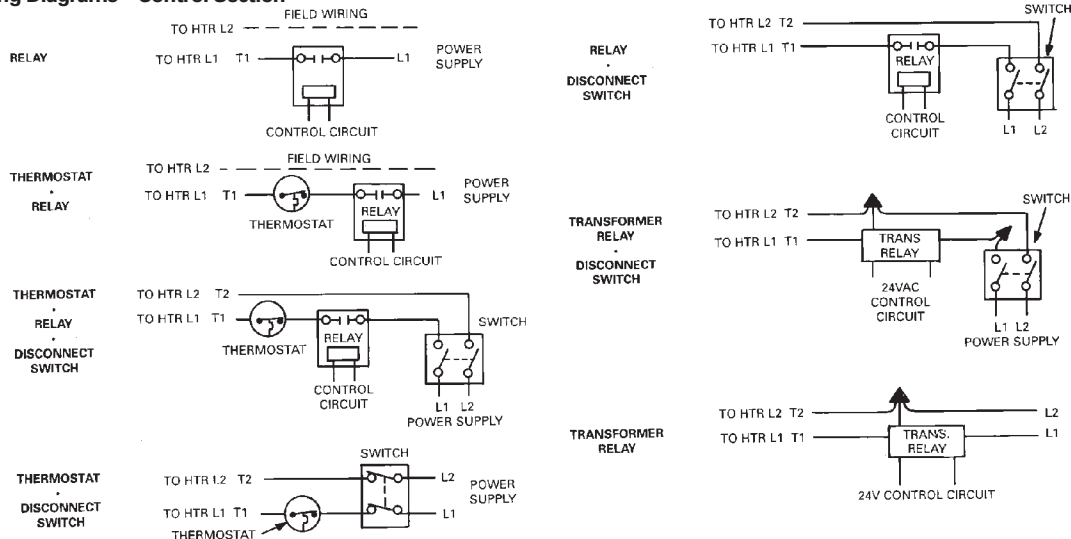 ng Diagrams – Control Section
RELAY
FIELD WIRING
TO HTR L2
TO HTR L1 T1
L1
POWER
SUPPLY
CONTROL CIRCUIT
THERMOSTAT
•
RELAY
FIELD WIRING
TO HTR L2
TO HTR L1 T1
THERMOSTAT
RELAY
L1
POWER
SUPPLY
CONTROL CIRCUIT
THERMOSTAT
•
RELAY
•
DISCONNECT
SWITCH
TO HTR L2 T2
TO HTR L1 T1
THERMOSTAT
RELAY
CONTROL
CIRCUIT
SWITCH
L1 L2
POWER SUPPLY
THERMOSTAT
•
DISCONNECT
SWITCH
SWITCH
TO HTR L2 T2
L2
POWER
SUPPLY
TO HTR L1 T1
L1
THERMOSTAT
RELAY
•
DISCONNECT
SWITCH
SWITCH
TO HTR L2 T2
TO HTR L1 T1
RELAY
CONTROL
CIRCUIT
L1 L2
TRANSFORMER
RELAY
•
DISCONNECT
SWITCH
SWITCH
TO HTR L2 T2
TO HTR L1 T1
TRANS
RELAY
24VAC
CONTROL
CIRCUIT
L1 L2
POWER SUPPLY
TRANSFORMER
RELAY
TO HTR L2 T2
L2
TO HTR L1 T1
L1
TRANS.
RELAY
24V CONTROL CIRCUIT